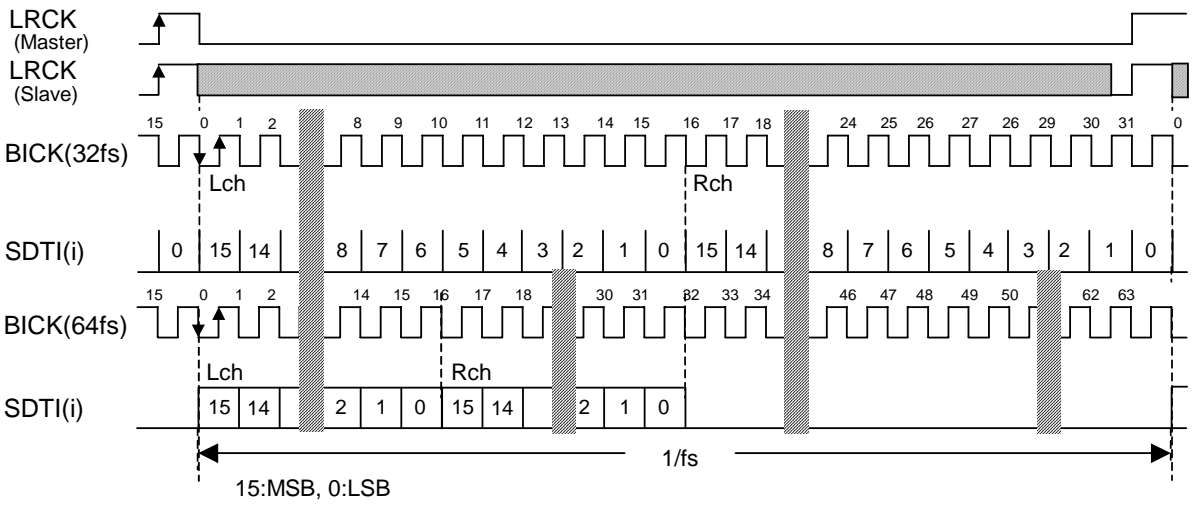 LRCK
(Master)
LRCK
(Slave)
15 0 1 2 8 9 10 11 12 13 14 15 16 17 18 24 25 26 27 26 29 30 31 0
BICK(32fs)
Lch Rch
SDTI(i) 0 15 14 8 7 6 5 4 3 2 1 0 15 14 8 7 6 5 4 3 2 1 0
15 0 1 2 14 15 16 17 18 30 31 32 33 34 46 47 48 49 50 62 63
BICK(64fs)
Lch Rch
SDTI(i) 15 14 2 1 0 15 14 2 1 0
1/fs
15:MSB, 0:LSB